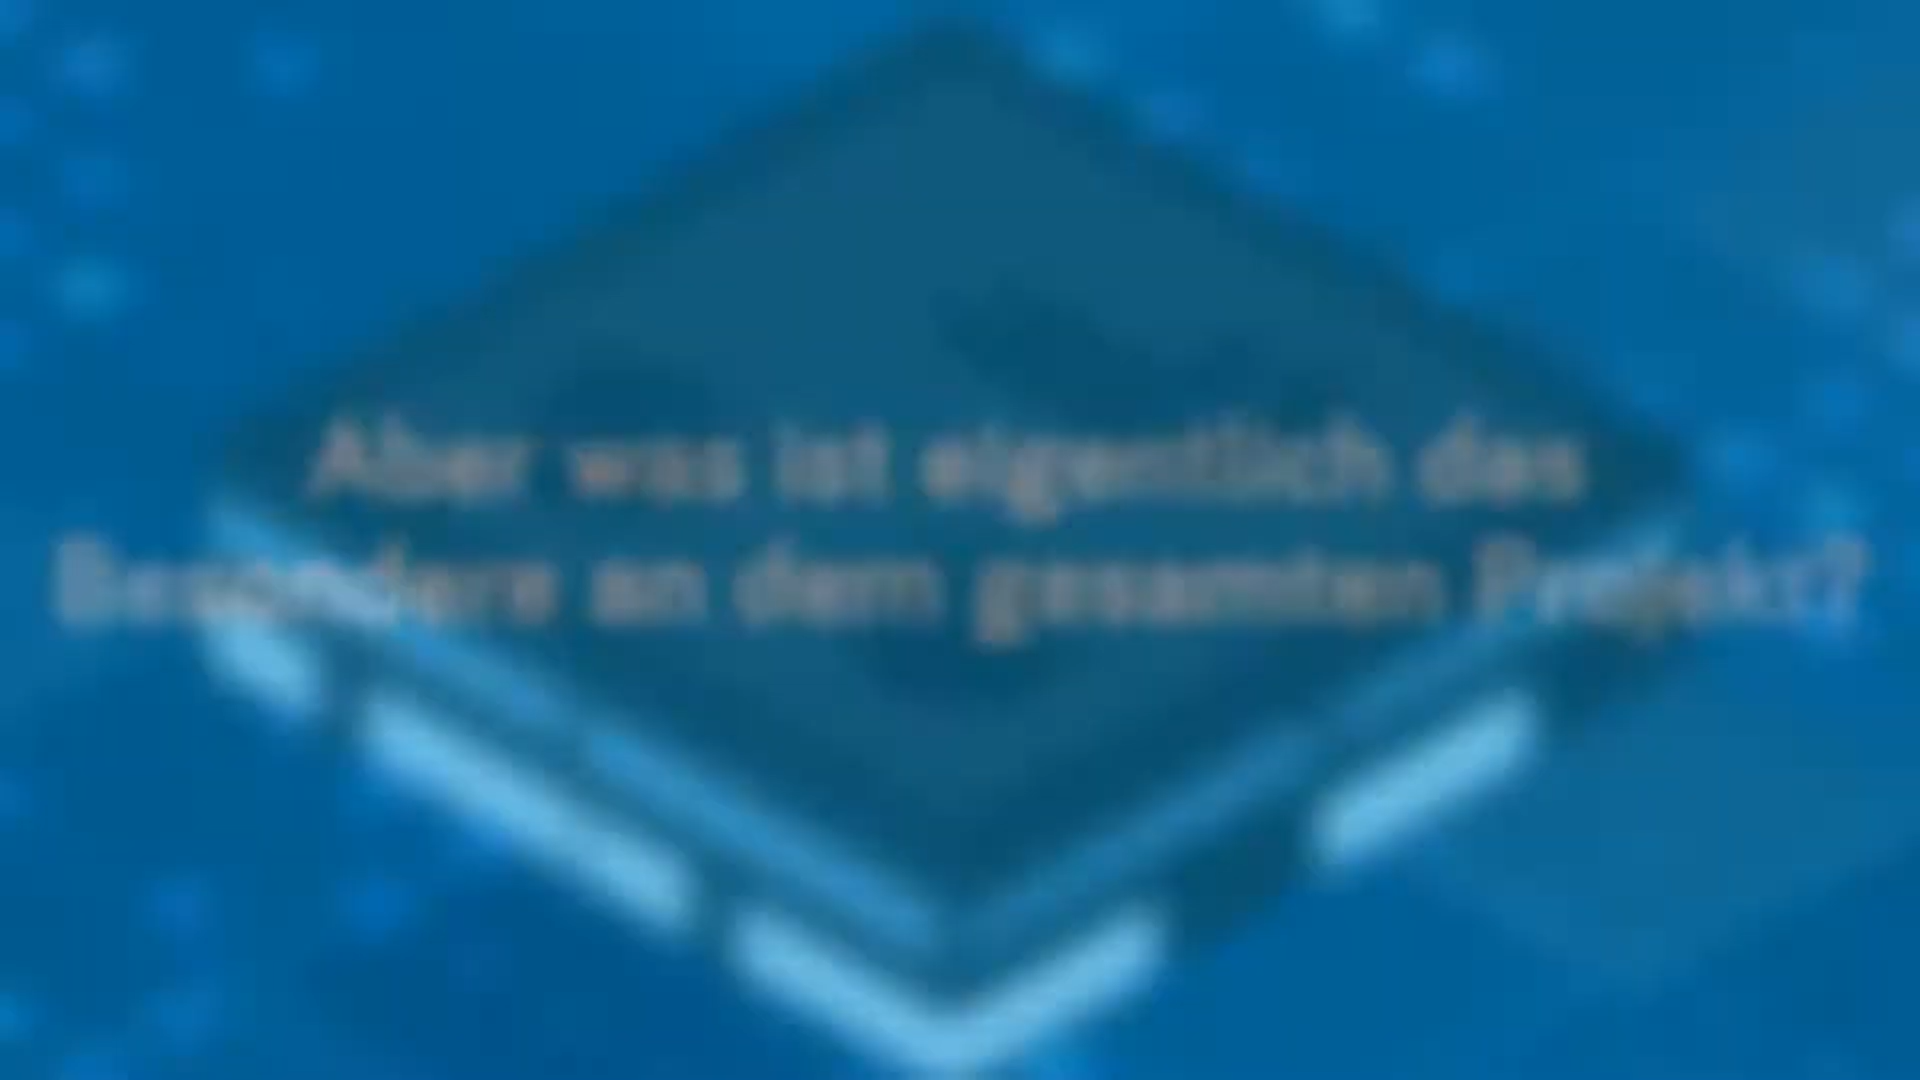 Aber was ist eigentlich das
Besondere an dem gesamten Projekt?